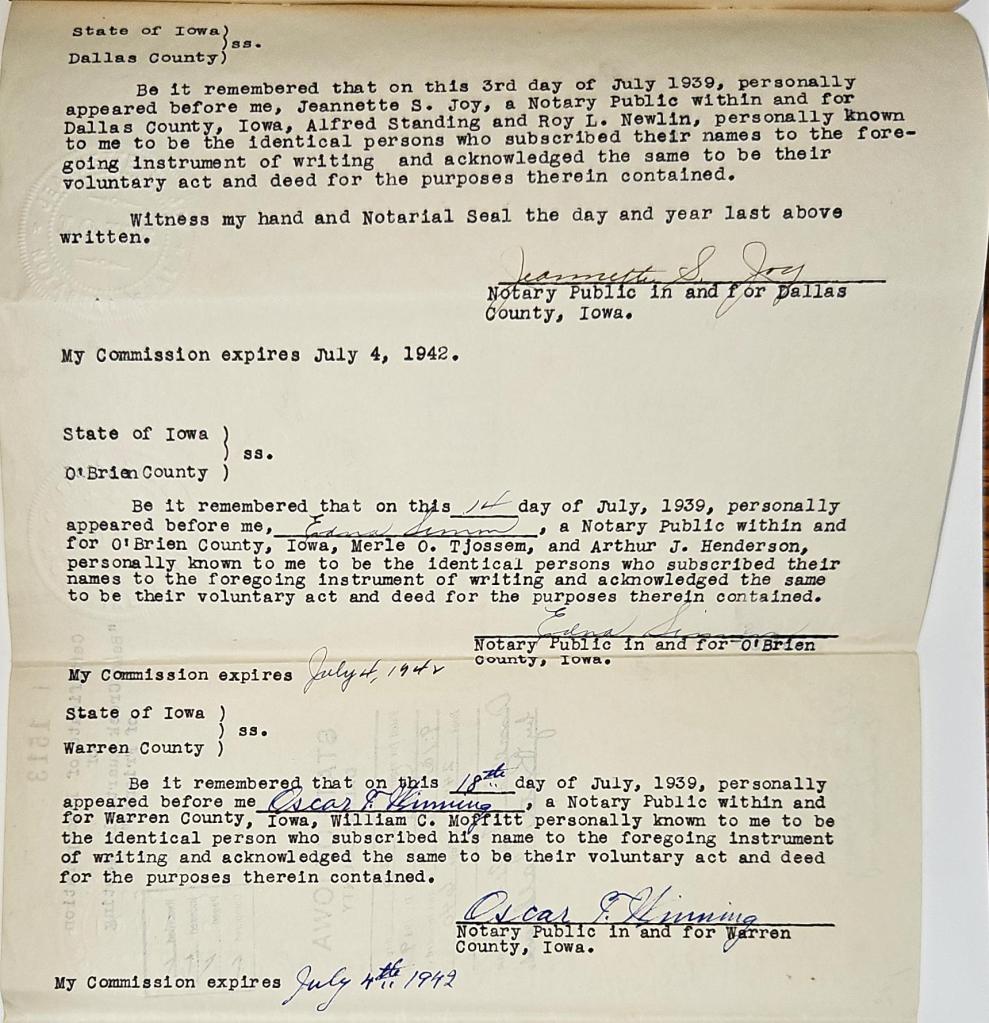 State of Iowa)
)ss.
Dallas County)
Be it remembered that on this 3rd day of July 1939, personally
appeared before me, Jeannette S. Joy, a Notary Public within and for
Dallas County, Iowa, Alfred Standing and Roy L. Newlin, personally known
to me to be the identical persons who subscribed their names to the fore-
going instrument of writing and acknowledged the same to be their
voluntary act and deed for the purposes therein contained.
Witness my hand and Notarial Seal the day and year last above
written.
Jeannette S. Joy
Notary Public in and for Dallas
County, Iowa.
My Commission expires July 4, 1942.
State of Iowa )
) ss.
O'Brien County )
Be it remembered that on this 14 day of July, 1939, personally
appeared before me, Edna Simm, a Notary Public within and
for O'Brien County, Iowa, Merle O. Tjossem, and Arthur J. Henderson,
personally known to me to be the identical persons who subscribed their
names to the foregoing instrument of writing and acknowledged the same
to be their voluntary act and deed for the purposes therein contained.
Edna Simm
Notary Public in and for O'Brien
County, Iowa.
My Commission expires July 4, 1942
State of Iowa )
) ss.
Warren County )
Be it remembered that on this 18th day of July, 1939, personally
appeared before me Oscar F. Hinning, a Notary Public within and
for Warren County, Iowa, William C. Moffitt personally known to me to be
the identical person who subscribed his name to the foregoing instrument
of writing and acknowledged the same to be their voluntary act and deed
for the purposes therein contained.
Oscar F. Hinning
Notary Public in and for Warren
County, Iowa.
My Commission expires July 4th 1942